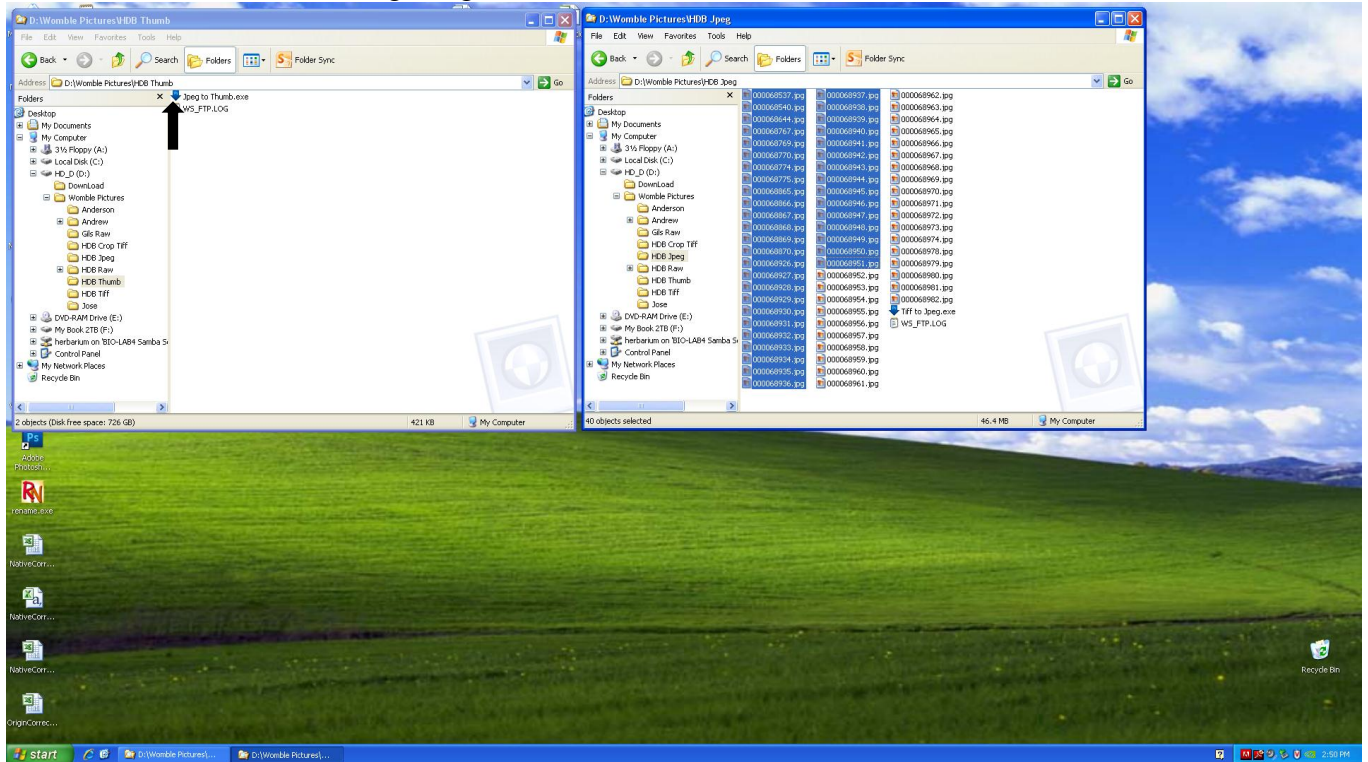 D:\Womble Pictures\HDB Thumb
File Edit View Favorites Tools Help
Back Search Folders Folder Sync
Address D:\Womble Pictures\HDB Thumb Go
Folders
Desktop
My Documents
My Computer
3½ Floppy (A:)
Local Disk (C:)
HD_D (D:)
DownLoad
Womble Pictures
Anderson
Andrew
Gils Raw
HDB Crop Tiff
HDB Jpeg
HDB Raw
HDB Thumb
HDB Tiff
Jose
DVD-RAM Drive (E:)
My Book 2TB (F:)
herbarium on 'BIO-LAB4 Samba S
Control Panel
My Network Places
Recycle Bin
Jpeg to Thumb.exe
WS_FTP.LOG
2 objects (Disk free space: 726 GB) 421 KB My Computer
D:\Womble Pictures\HDB Jpeg
File Edit View Favorites Tools Help
Back Search Folders Folder Sync
Address D:\Womble Pictures\HDB Jpeg Go
Folders
Desktop
My Documents
My Computer
3½ Floppy (A:)
Local Disk (C:)
HD_D (D:)
DownLoad
Womble Pictures
Anderson
Andrew
Gils Raw
HDB Crop Tiff
HDB Jpeg
HDB Raw
HDB Thumb
HDB Tiff
Jose
DVD-RAM Drive (E:)
My Book 2TB (F:)
herbarium on 'BIO-LAB4 Samba S
Control Panel
My Network Places
Recycle Bin
000068537.jpg
000068540.jpg
000068644.jpg
000068767.jpg
000068769.jpg
000068770.jpg
000068774.jpg
000068775.jpg
000068865.jpg
000068866.jpg
000068867.jpg
000068868.jpg
000068869.jpg
000068870.jpg
000068926.jpg
000068927.jpg
000068928.jpg
000068929.jpg
000068930.jpg
000068931.jpg
000068932.jpg
000068933.jpg
000068934.jpg
000068935.jpg
000068936.jpg
000068937.jpg
000068938.jpg
000068939.jpg
000068940.jpg
000068941.jpg
000068942.jpg
000068943.jpg
000068944.jpg
000068945.jpg
000068946.jpg
000068947.jpg
000068948.jpg
000068949.jpg
000068950.jpg
000068951.jpg
000068952.jpg
000068953.jpg
000068954.jpg
000068955.jpg
000068956.jpg
000068957.jpg
000068958.jpg
000068959.jpg
000068960.jpg
000068961.jpg
000068962.jpg
000068963.jpg
000068964.jpg
000068965.jpg
000068966.jpg
000068967.jpg
000068968.jpg
000068969.jpg
000068970.jpg
000068971.jpg
000068972.jpg
000068973.jpg
000068974.jpg
000068978.jpg
000068979.jpg
000068980.jpg
000068981.jpg
000068982.jpg
Tiff to Jpeg.exe
WS_FTP.LOG
40 objects selected 46.4 MB My Computer
Ps
Adobe
Photosh...
RN
rename.exe
NativeCorr...
NativeCorr...
NativeCorr...
OriginCorrec...
Recycle Bin
start D:\Womble Pictures\... D:\Womble Pictures\... 2:50 PM